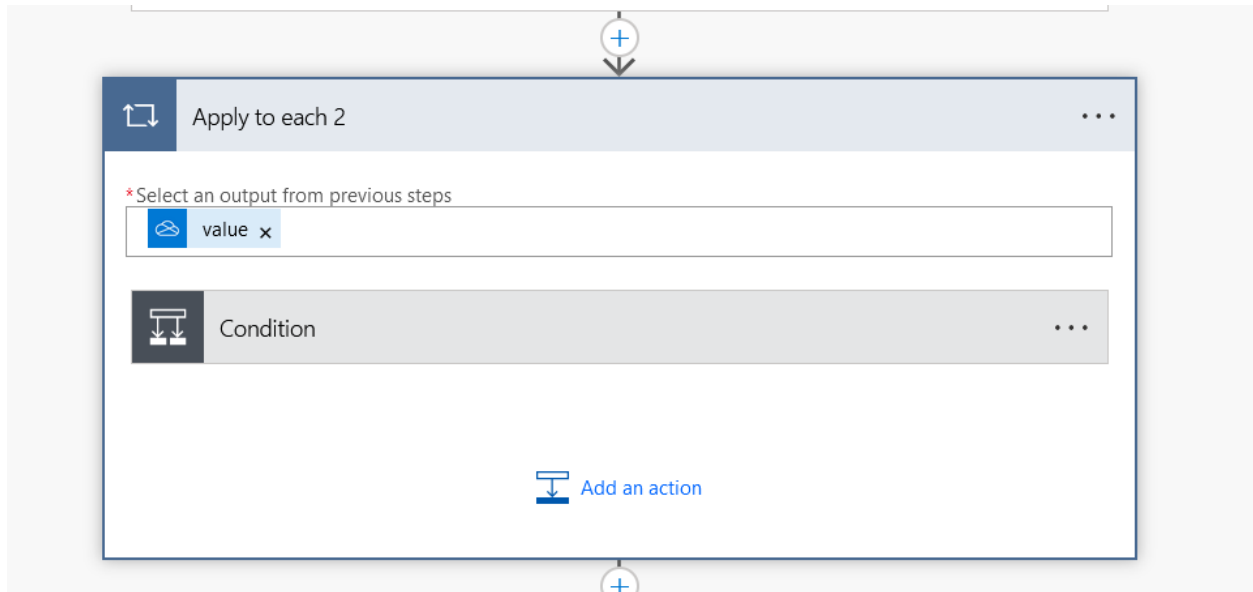 Apply to each 2
*Select an output from previous steps
value
Condition
Add an action